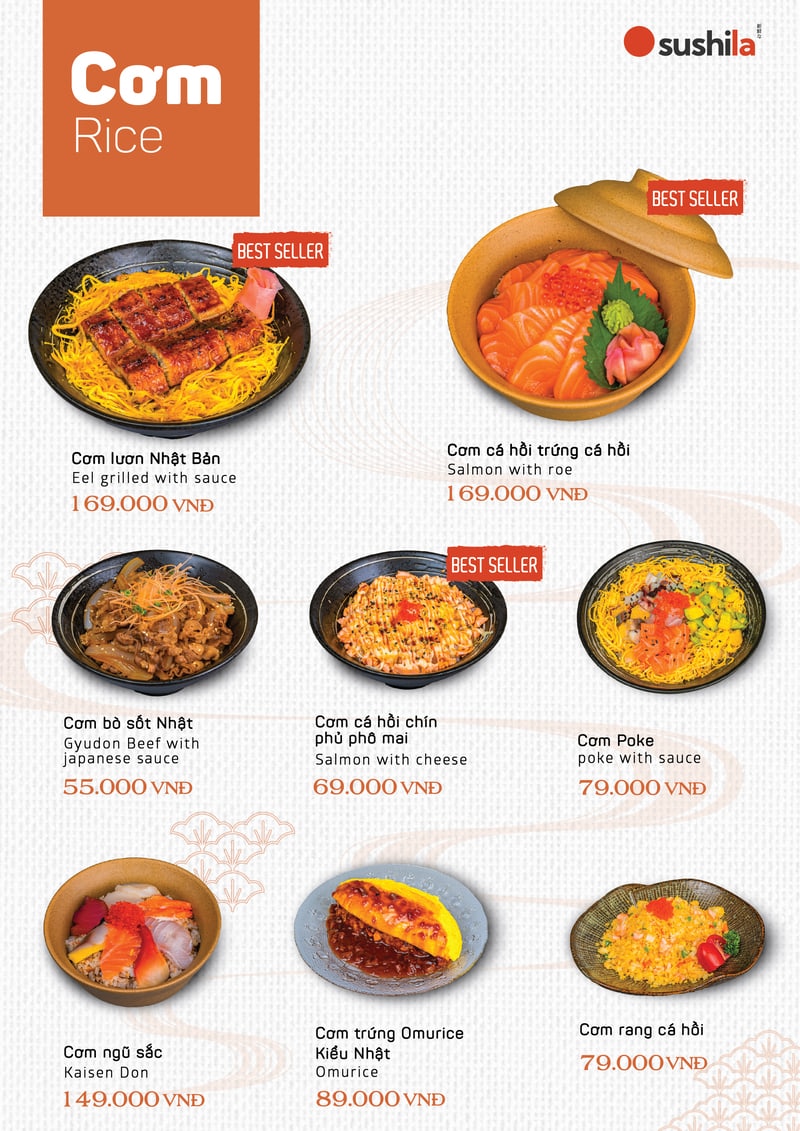 Cơm
Rice
sushila
BEST SELLER
BEST SELLER
Cơm lươn Nhật Bản
Eel grilled with sauce
169.000 VNĐ
Cơm cá hồi trứng cá hồi
Salmon with roe
169.000 VNĐ
BEST SELLER
Cơm bò sốt Nhật
Gyudon Beef with
japanese sauce
55.000 VNĐ
Cơm cá hồi chín
phủ phô mai
Salmon with cheese
69.000 VNĐ
Cơm Poke
poke with sauce
79.000 VNĐ
Cơm ngũ sắc
Kaisen Don
149.000 VNĐ
Cơm trứng Omurice
Kiểu Nhật
Omurice
89.000 VNĐ
Cơm rang cá hồi
79.000 VNĐ